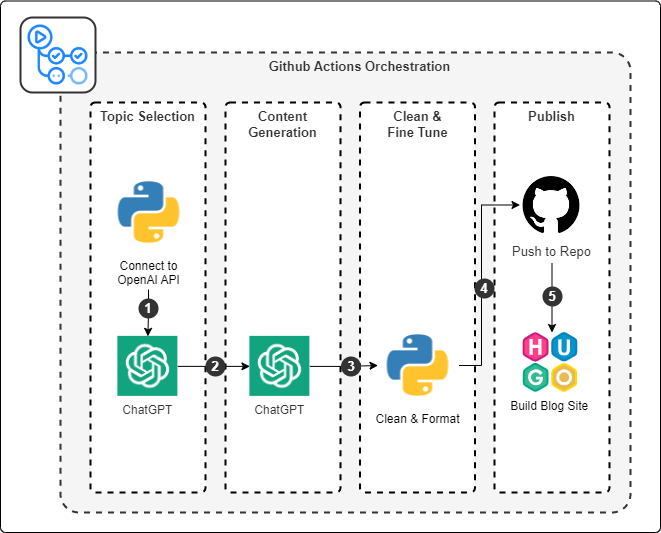 Github Actions Orchestration
Topic Selection
Content
Generation
Clean &
Fine Tune
Publish
Connect to
OpenAI API
1
ChatGPT
2
ChatGPT
3
Clean & Format
4
Push to Repo
5
H U
G O
Build Blog Site